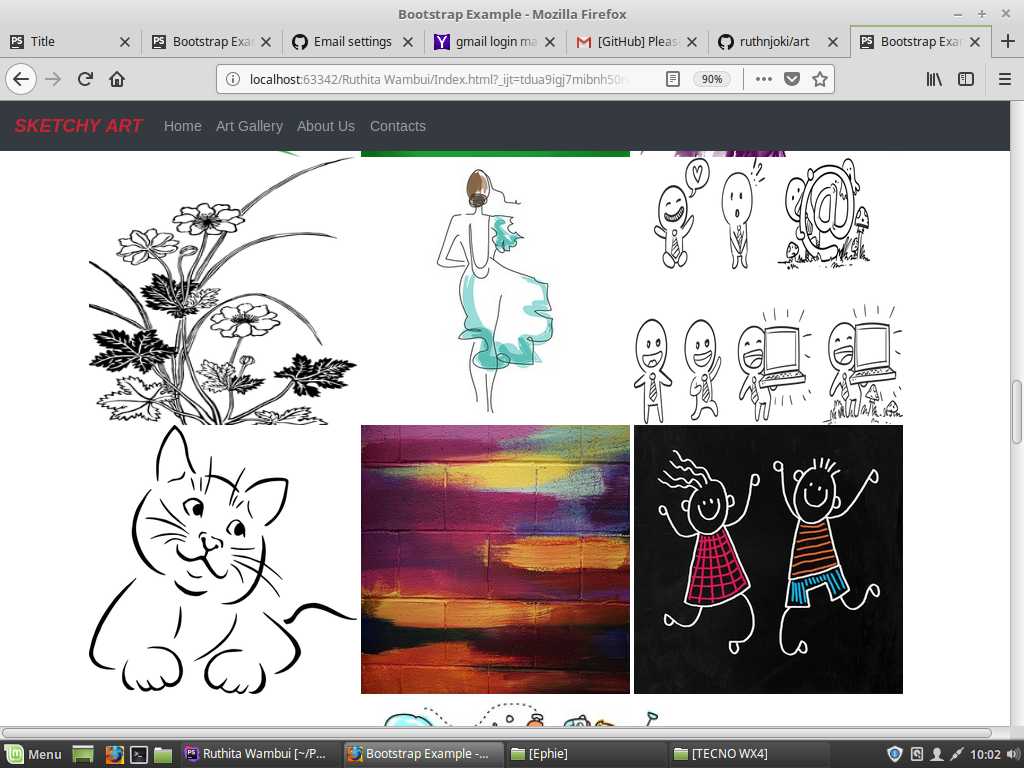 Bootstrap Example - Mozilla Firefox
Title
Bootstrap Exa
Email settings
gmail login ma
[GitHub] Pleas
ruthnjoki/art
Bootstrap Exam
localhost:63342/Ruthita Wambui/Index.html?_ijt=tdua9igj7mibnh50
90%
SKETCHY ART
Home
Art Gallery
About Us
Contacts
@
Menu
Ruthita Wambui [~/P...
Bootstrap Example -...
[Ephie]
[TECNO WX4]
10:02